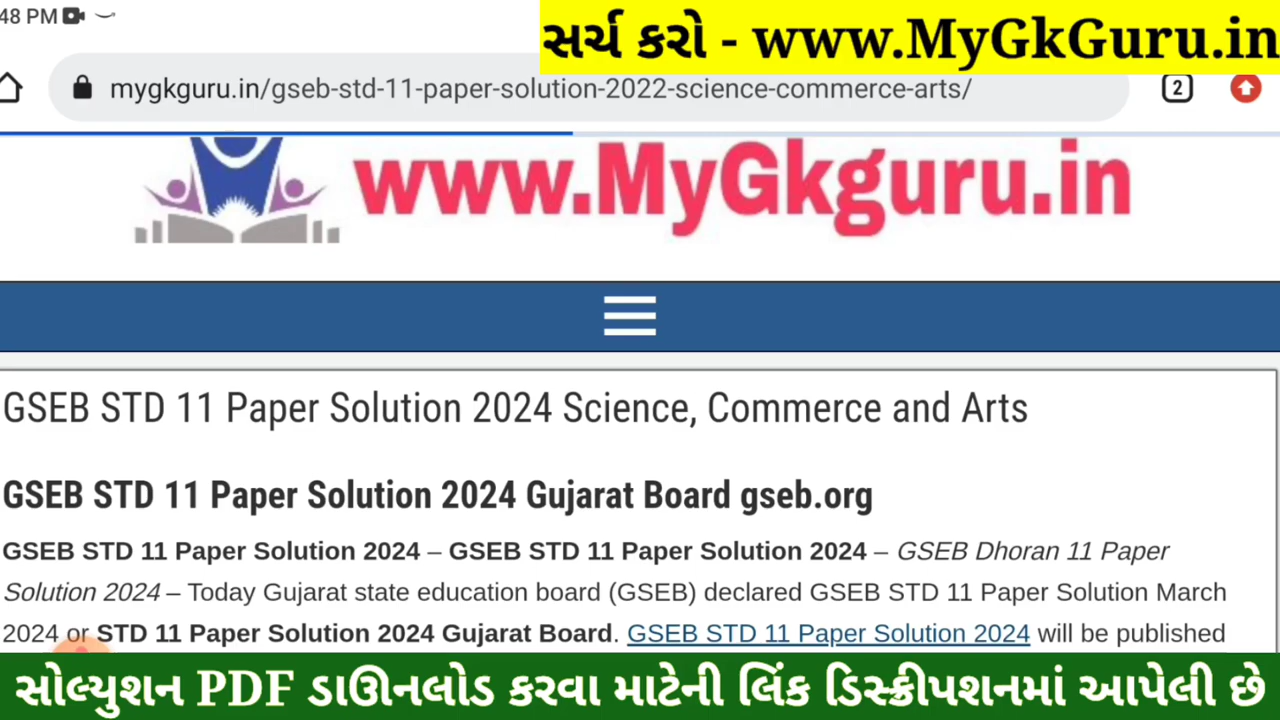 48 PM
સર્ચ કરો - www.MyGkGuru.in
mygkguru.in/gseb-std-11-paper-solution-2022-science-commerce-arts/
2
www.MyGkguru.in
GSEB STD 11 Paper Solution 2024 Science, Commerce and Arts
GSEB STD 11 Paper Solution 2024 Gujarat Board gseb.org
GSEB STD 11 Paper Solution 2024 – GSEB STD 11 Paper Solution 2024 – GSEB Dhoran 11 Paper
Solution 2024 – Today Gujarat state education board (GSEB) declared GSEB STD 11 Paper Solution March
2024 or STD 11 Paper Solution 2024 Gujarat Board. GSEB STD 11 Paper Solution 2024 will be published
સોલ્યુશન PDF ડાઊનલોડ કરવા માટેની લિંક ડિસ્ક્રીપશનમાં આપેલી છે